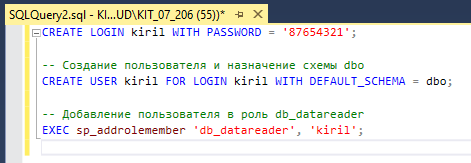 SQLQuery2.sql - KI...UD\KIT_07_206 (55))*
CREATE LOGIN kiril WITH PASSWORD = '87654321';
-- Создание пользователя и назначение схемы dbo
CREATE USER kiril FOR LOGIN kiril WITH DEFAULT_SCHEMA = dbo;
-- Добавление пользователя в роль db_datareader
EXEC sp_addrolemember 'db_datareader', 'kiril';